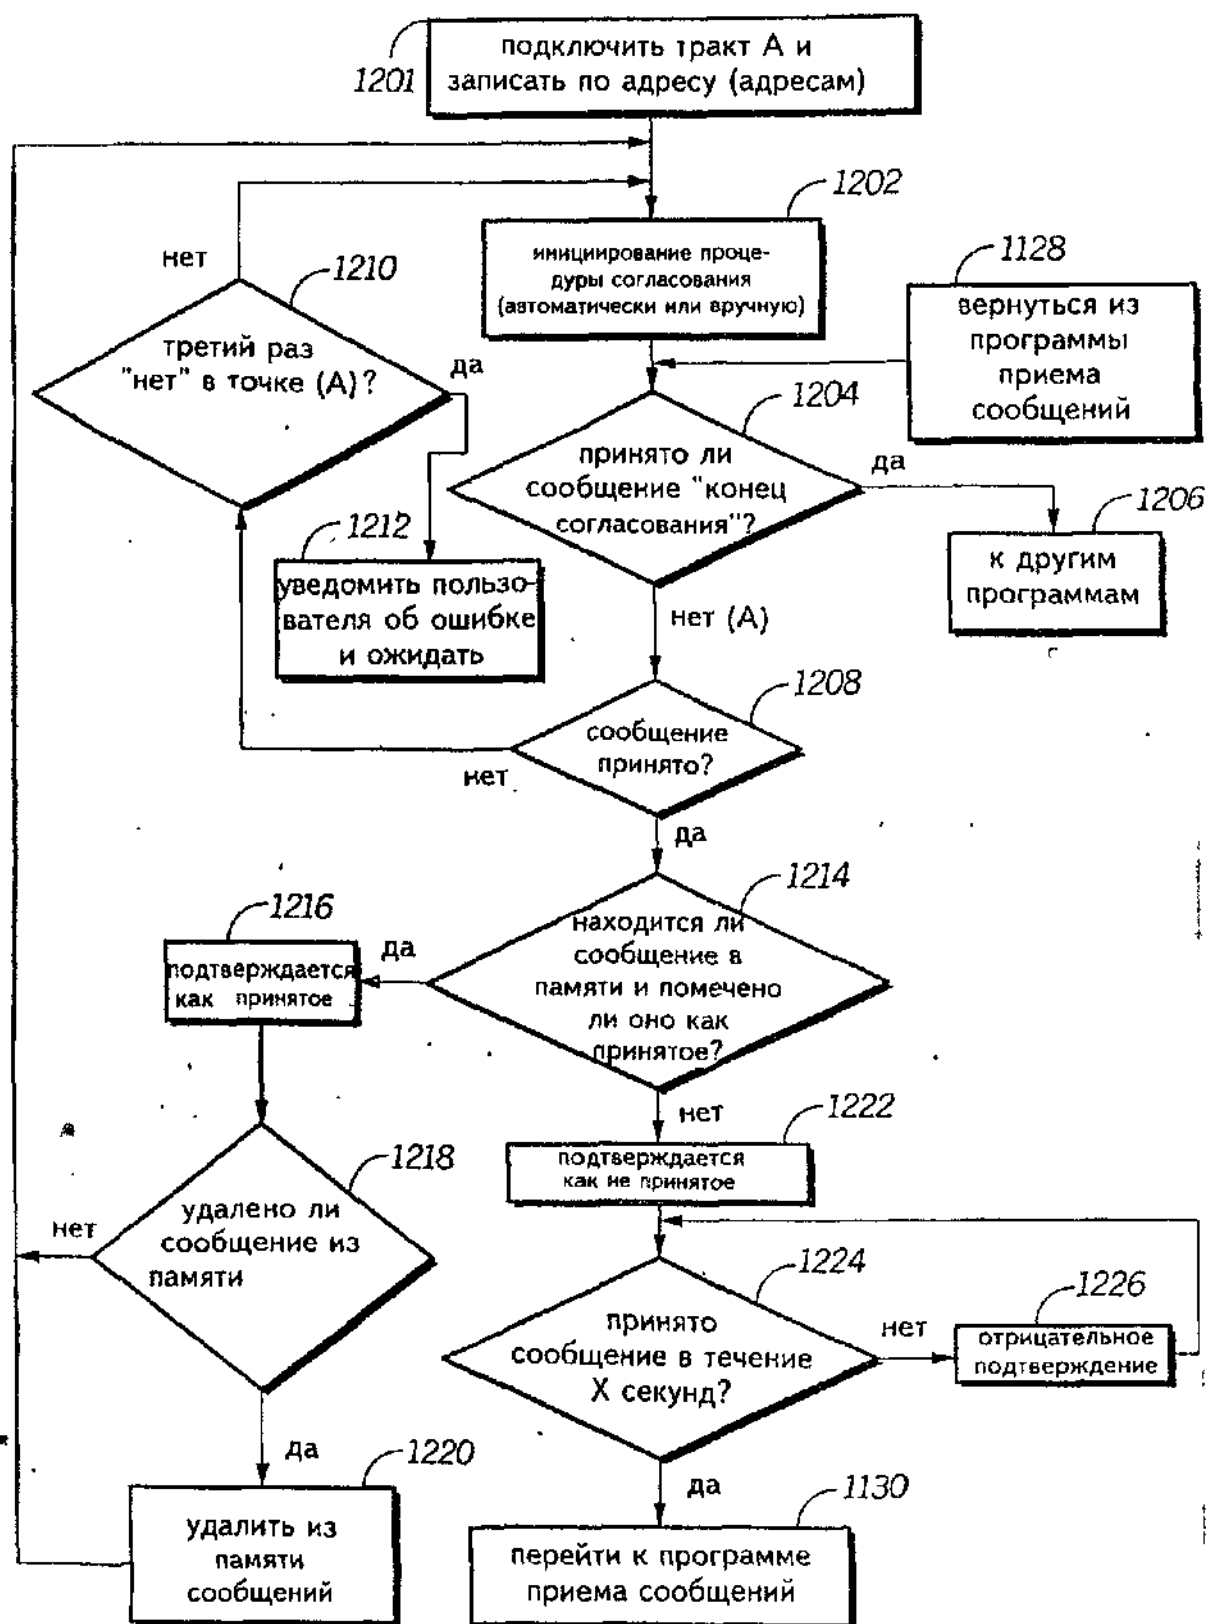 1201
подключить тракт А и
записать по адресу (адресам)
1202
инициирование проце-
дуры согласования
(автоматически или вручную)
1128
вернуться из
программы
приема
сообщений
нет
1210
третий раз
"нет" в точке (А)?
да
1204
принято ли
сообщение "конец
согласования"?
да
1206
к другим
программам
1212
уведомить пользо-
вателя об ошибке
и ожидать
нет (А)
1208
сообщение
принято?
нет
да
1214
находится ли
сообщение в
памяти и помечено
ли оно как
принятое?
да
1216
подтверждается
как принятое
нет
1222
подтверждается
как не принятое
1218
удалено ли
сообщение из
памяти
нет
1224
принято
сообщение в течение
X секунд?
нет
1226
отрицательное
подтверждение
да
1220
удалить из
памяти
сообщений
да
1130
перейти к программе
приема сообщений